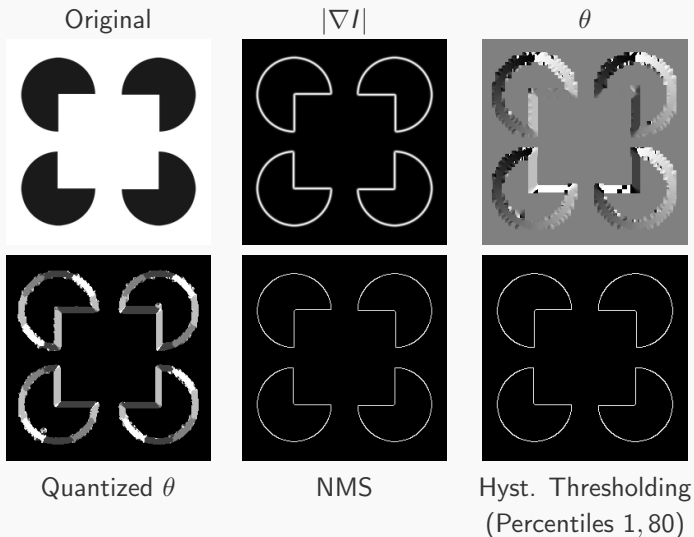 Original
|∇I|
θ
Quantized θ
NMS
Hyst. Thresholding
(Percentiles 1, 80)